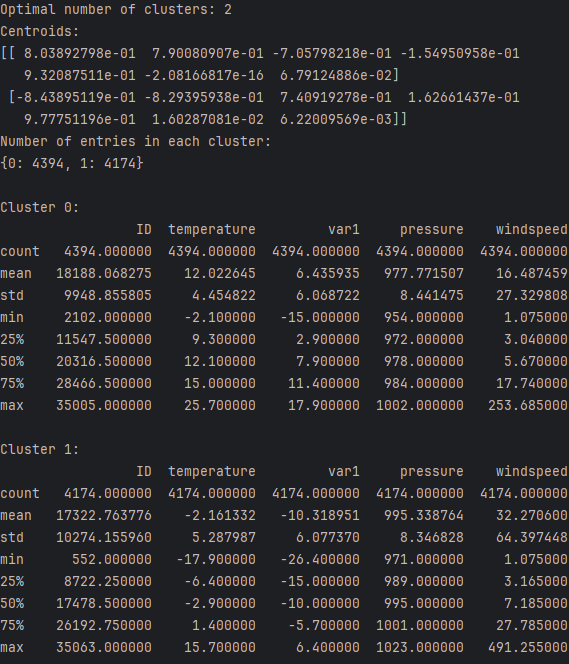 Optimal number of clusters: 2
Centroids:
[[ 8.03892798e-01  7.90080907e-01 -7.05798218e-01 -1.54950958e-01
   9.32087511e-01 -2.08166817e-16  6.79124886e-02]
 [-8.43895119e-01 -8.29395938e-01  7.40919278e-01  1.62661437e-01
   9.77751196e-01  1.60287081e-02  6.22009569e-03]]
Number of entries in each cluster:
{0: 4394, 1: 4174}
Cluster 0:
                 ID  temperature         var1     pressure    windspeed
count   4394.000000  4394.000000  4394.000000  4394.000000  4394.000000
mean   18188.068275    12.022645     6.435935   977.771507    16.487459
std     9948.855805     4.454822     6.068722     8.441475    27.329808
min     2102.000000    -2.100000   -15.000000   954.000000     1.075000
25%    11547.500000     9.300000     2.900000   972.000000     3.040000
50%    20316.500000    12.100000     7.900000   978.000000     5.670000
75%    28466.500000    15.000000    11.400000   984.000000    17.740000
max    35005.000000    25.700000    17.900000  1002.000000   253.685000
Cluster 1:
                 ID  temperature         var1     pressure    windspeed
count   4174.000000  4174.000000  4174.000000  4174.000000  4174.000000
mean   17322.763776    -2.161332   -10.318951   995.338764    32.270600
std    10274.155960     5.287987     6.077370     8.346828    64.397448
min      552.000000   -17.900000   -26.400000   971.000000     1.075000
25%     8722.250000    -6.400000   -15.000000   989.000000     3.165000
50%    17478.500000    -2.900000   -10.000000   995.000000     7.185000
75%    26192.750000     1.400000    -5.700000  1001.000000    27.785000
max    35063.000000    15.700000     6.400000  1023.000000   491.255000